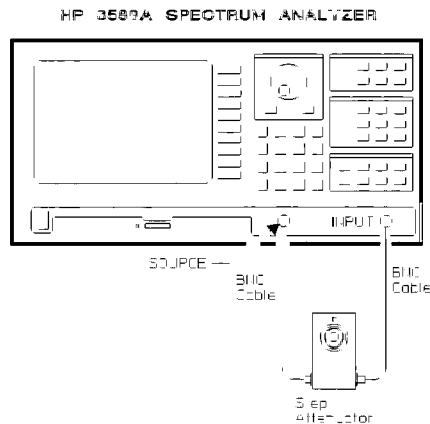 HP 3589A SPECTRUM ANALYZER
INPUT
SOURCE
BNC
Cable
BNC
Cable
Step
Attenuator